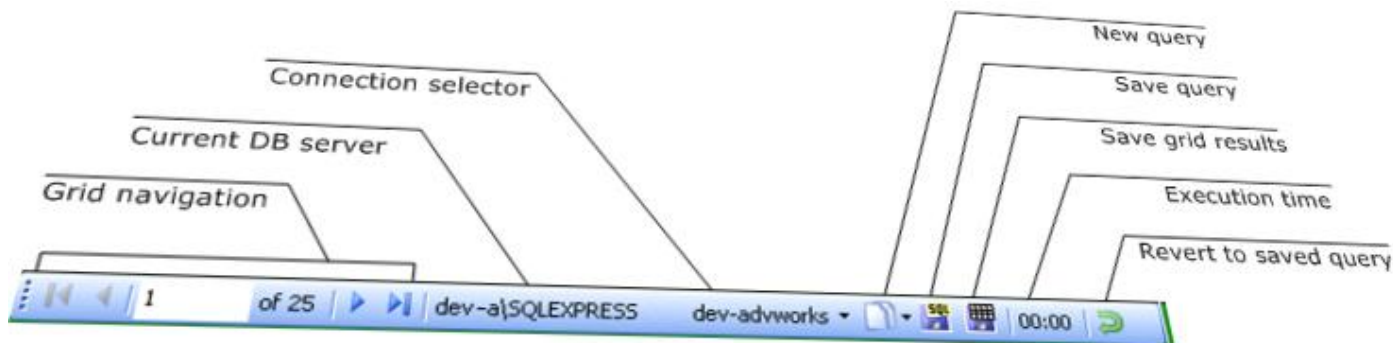 New query
Connection selector
Save query
Current DB server
Save grid results
Grid navigation
Execution time
Revert to saved query
1 of 25 dev-a\SQLEXPRESS dev-advworks SQL 00:00